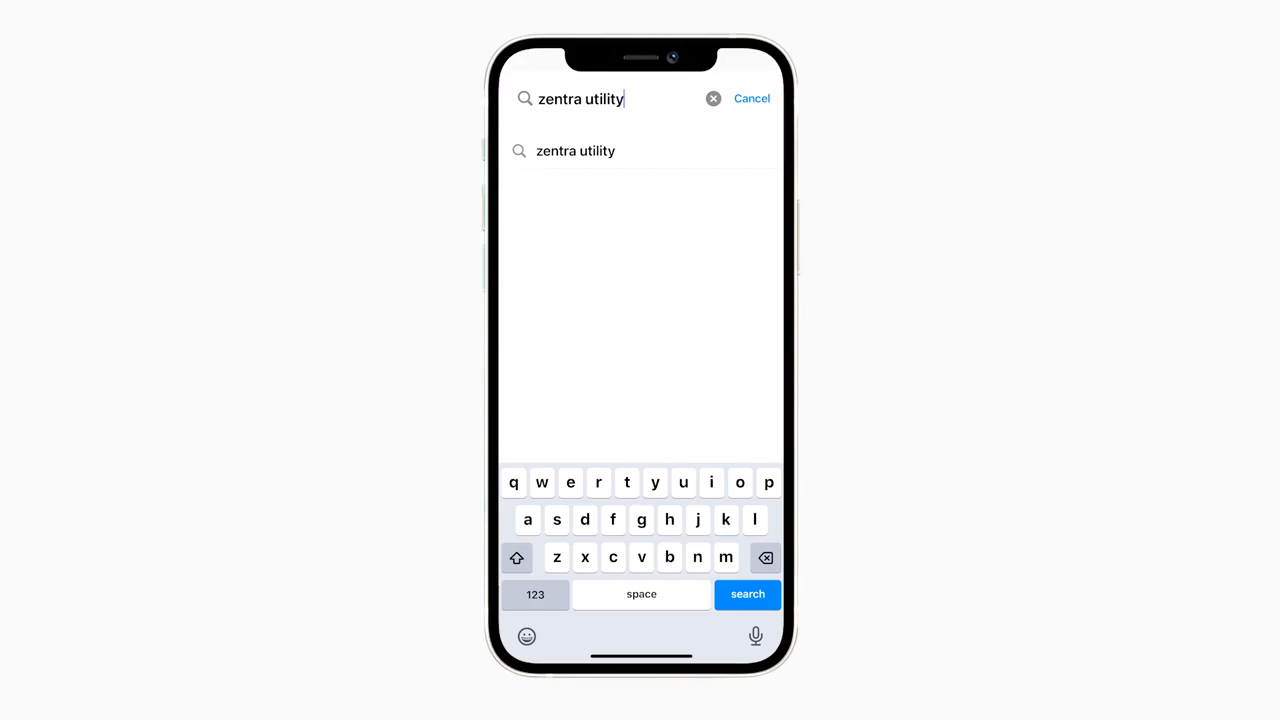 zentra utility
Cancel
zentra utility
q w e r t y u i o p
a s d f g h j k l
z x c v b n m
123 space search